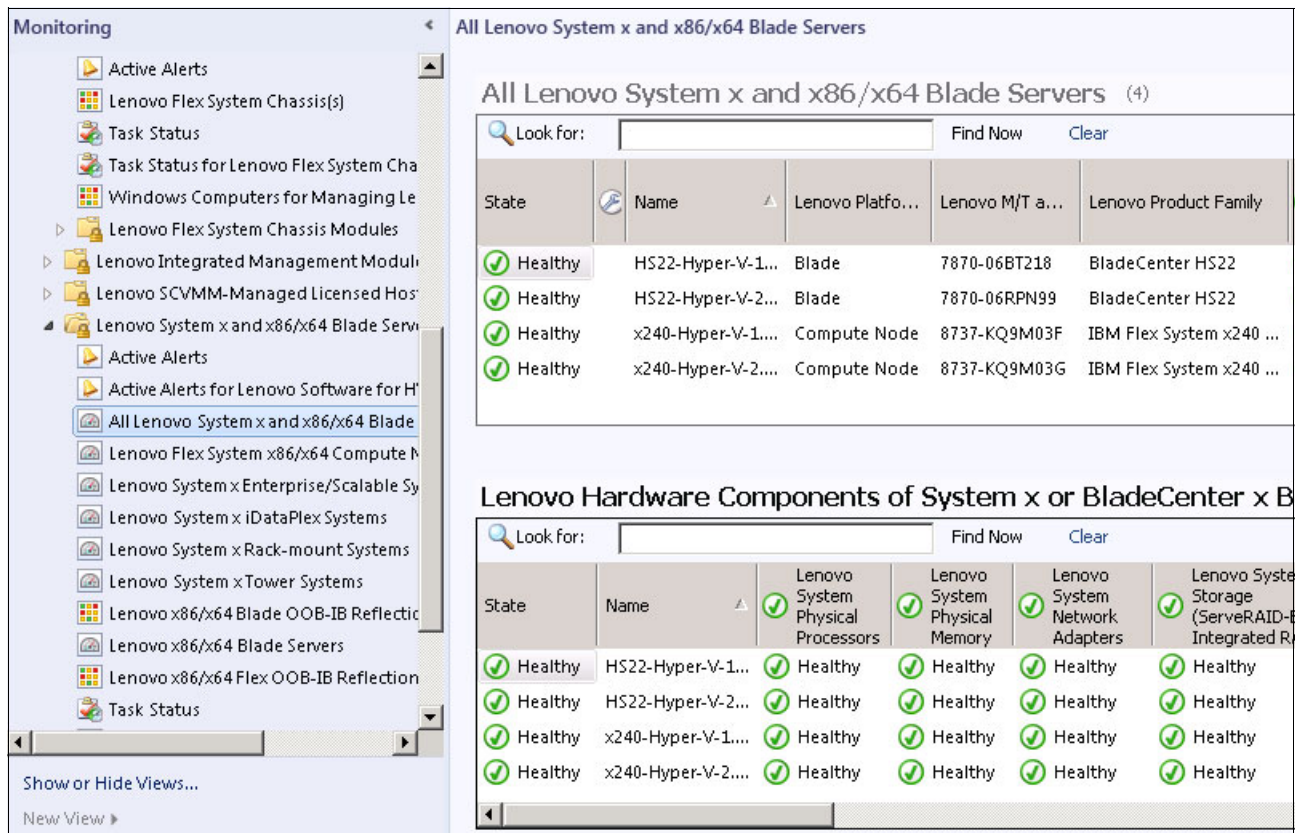 Monitoring
Active Alerts
Lenovo Flex System Chassis(s)
Task Status
Task Status for Lenovo Flex System Cha
Windows Computers for Managing Le
Lenovo Flex System Chassis Modules
Lenovo Integrated Management Modul
Lenovo SCVMM-Managed Licensed Hos
Lenovo System x and x86/x64 Blade Serv
Active Alerts
Active Alerts for Lenovo Software for H
All Lenovo System x and x86/x64 Blade
Lenovo Flex System x86/x64 Compute N
Lenovo System x Enterprise/Scalable Sy
Lenovo System x iDataPlex Systems
Lenovo System x Rack-mount Systems
Lenovo System x Tower Systems
Lenovo x86/x64 Blade OOB-IB Reflectio
Lenovo x86/x64 Blade Servers
Lenovo x86/x64 Flex OOB-IB Reflection
Task Status
Show or Hide Views...
New View
All Lenovo System x and x86/x64 Blade Servers
All Lenovo System x and x86/x64 Blade Servers (4)
Look for: Find Now Clear
State Name Lenovo Platfo... Lenovo M/T a... Lenovo Product Family
Healthy HS22-Hyper-V-1... Blade 7870-06BT218 BladeCenter HS22
Healthy HS22-Hyper-V-2... Blade 7870-06RPN99 BladeCenter HS22
Healthy x240-Hyper-V-1.... Compute Node 8737-KQ9M03F IBM Flex System x240 ...
Healthy x240-Hyper-V-2.... Compute Node 8737-KQ9M03G IBM Flex System x240 ...
Lenovo Hardware Components of System x or BladeCenter x B
Look for: Find Now Clear
Lenovo Lenovo Lenovo Lenovo Syste
System System System Storage
State Name Physical Physical Network (ServeRAID-B
Processors Memory Adapters Integrated RA
Healthy HS22-Hyper-V-1... Healthy Healthy Healthy Healthy
Healthy HS22-Hyper-V-2... Healthy Healthy Healthy Healthy
Healthy x240-Hyper-V-1.... Healthy Healthy Healthy Healthy
Healthy x240-Hyper-V-2.... Healthy Healthy Healthy Healthy